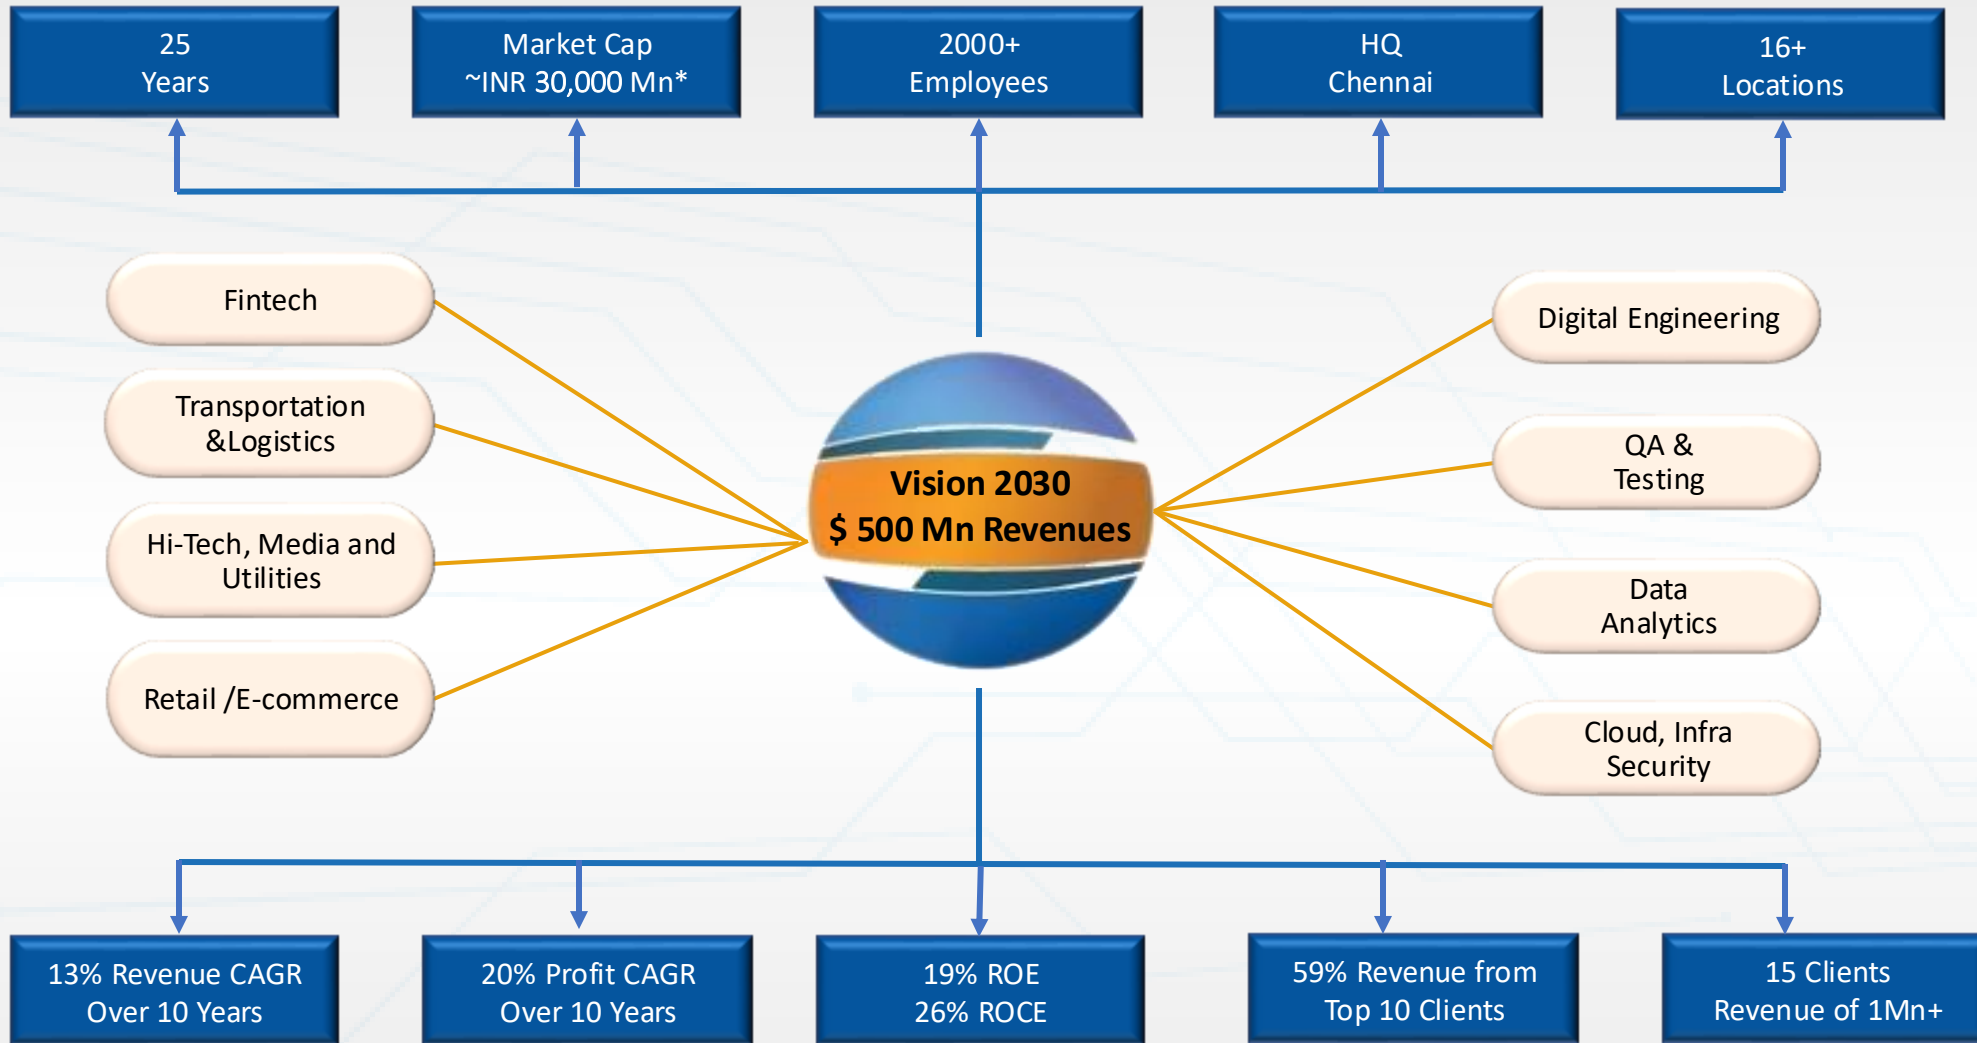 25
Years
Market Cap
~INR 30,000 Mn*
2000+
Employees
HQ
Chennai
16+
Locations
Fintech
Transportation
&Logistics
Hi-Tech, Media and
Utilities
Retail /E-commerce
Vision 2030
$ 500 Mn Revenues
Digital Engineering
QA &
Testing
Data
Analytics
Cloud, Infra
Security
13% Revenue CAGR
Over 10 Years
20% Profit CAGR
Over 10 Years
19% ROE
26% ROCE
59% Revenue from
Top 10 Clients
15 Clients
Revenue of 1Mn+